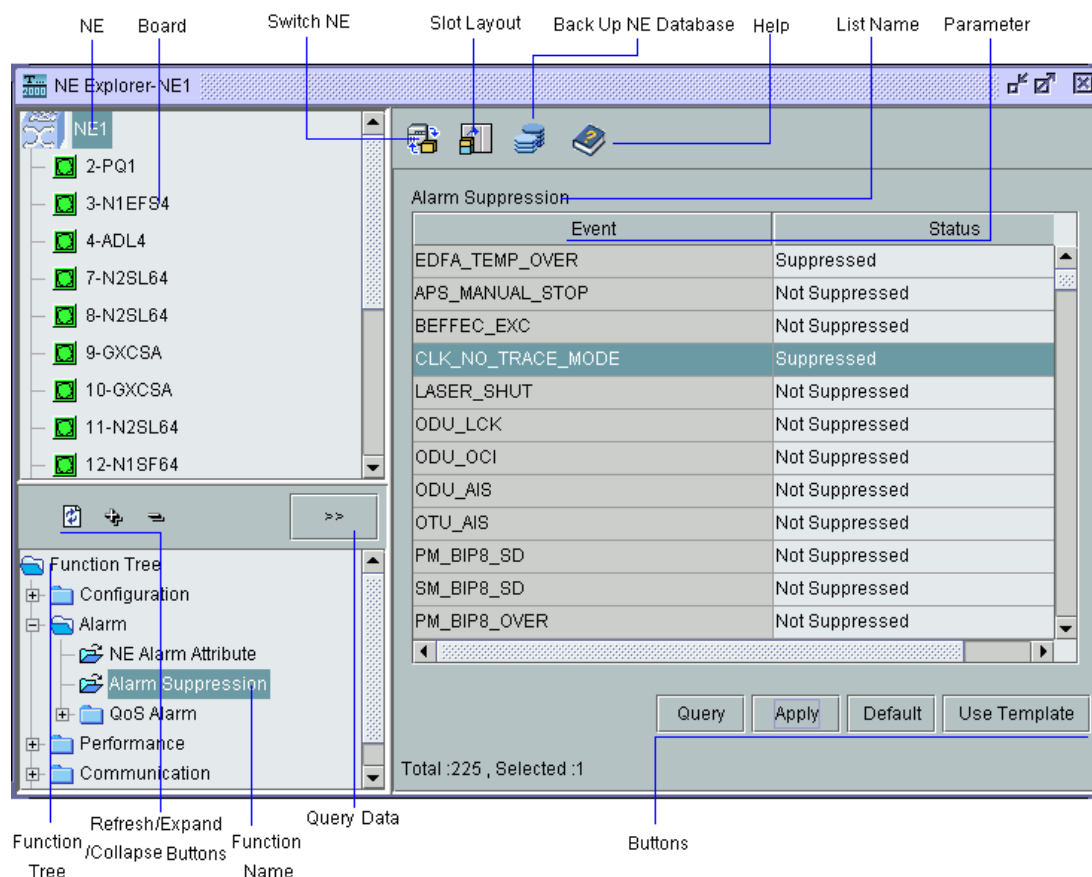 NE Board Switch NE Slot Layout Back Up NE Database Help List Name Parameter
T... 2000 NE Explorer-NE1
NE1
2-PQ1
3-N1EFS4
4-ADL4
7-N2SL64
8-N2SL64
9-GXCSA
10-GXCSA
11-N2SL64
12-N1SF64
>>
Function Tree
Configuration
Alarm
NE Alarm Attribute
Alarm Suppression
QoS Alarm
Performance
Communication
Alarm Suppression
Event Status
EDFA_TEMP_OVER Suppressed
APS_MANUAL_STOP Not Suppressed
BEFFEC_EXC Not Suppressed
CLK_NO_TRACE_MODE Suppressed
LASER_SHUT Not Suppressed
ODU_LCK Not Suppressed
ODU_OCI Not Suppressed
ODU_AIS Not Suppressed
OTU_AIS Not Suppressed
PM_BIP8_SD Not Suppressed
SM_BIP8_SD Not Suppressed
PM_BIP8_OVER Not Suppressed
Query Apply Default Use Template
Total :225 , Selected :1
Function
Tree
Refresh/Expand
/Collapse Buttons
Function
Name
Query Data
Buttons